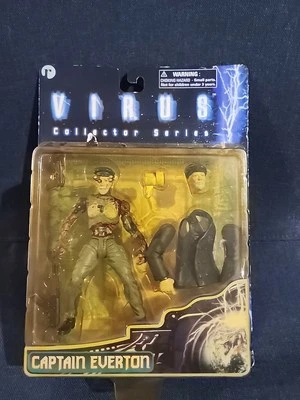 r
⚠ WARNING:
CHOKING HAZARD - Small parts.
Not for children under 3 years.
VIRUS
Collector Series
CAPTAIN EVERTON